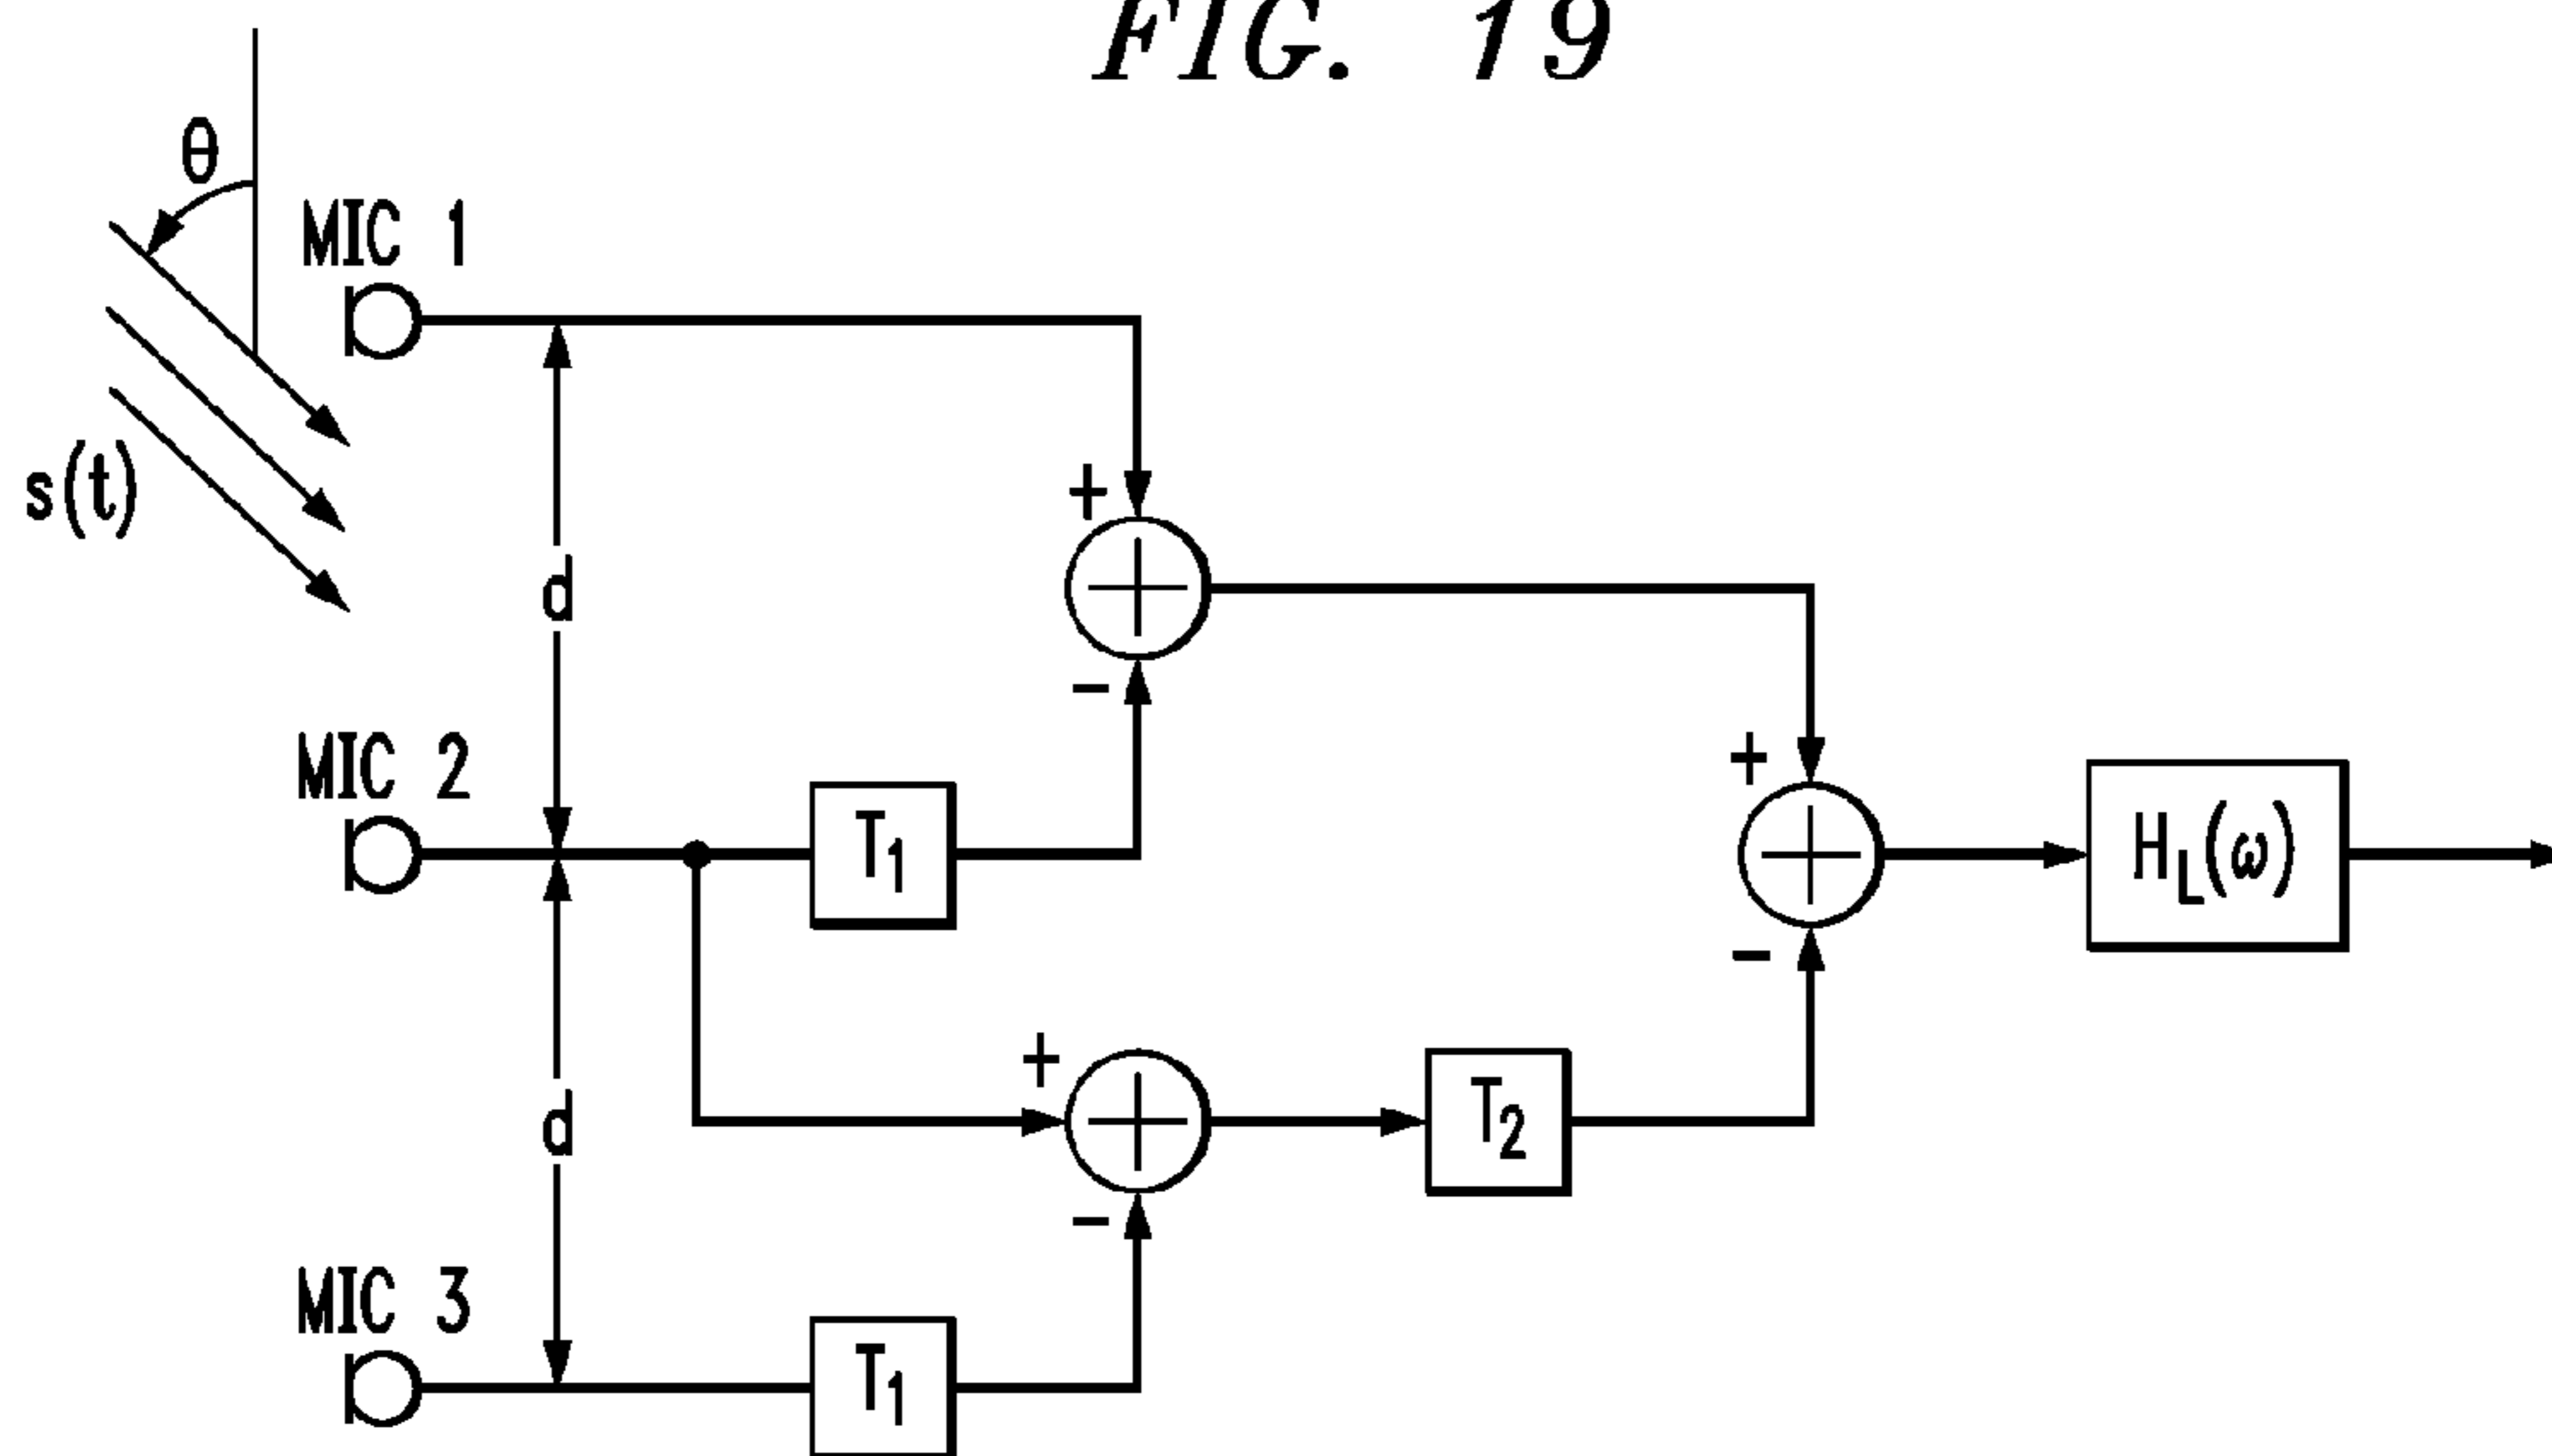 FIG. 19
θ
MIC 1
s(t)
d
+
-
MIC 2
T1
+
-
HL(ω)
d
+
-
T2
MIC 3
T1